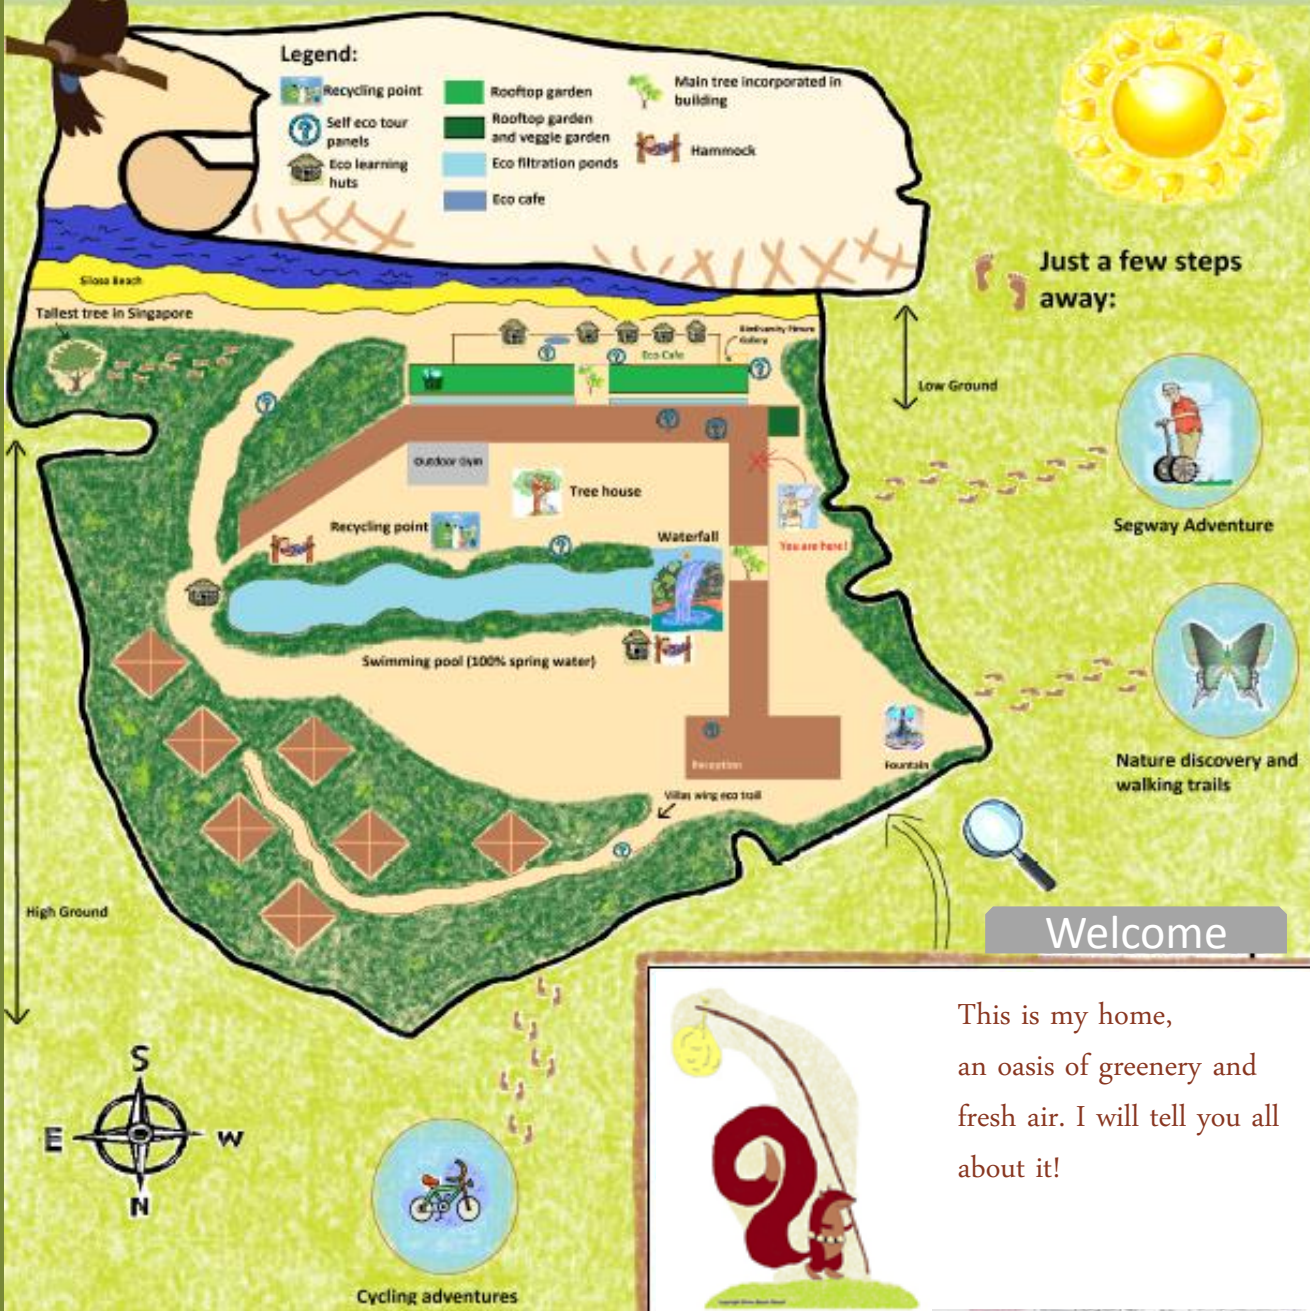 Legend:
Recycling point
Self eco tour
panels
Eco learning
huts
Rooftop garden
Rooftop garden
and veggie garden
Eco filtration ponds
Eco cafe
Main tree incorporated in
building
Hammock
Siloso Beach
Tallest tree in Singapore
Biodiversity Picture
Gallery
Eco Cafe
Just a few steps
away:
Low Ground
Outdoor Gym
Tree house
Recycling point
Waterfall
You are here!
Segway Adventure
Swimming pool (100% spring water)
Reception
Fountain
Nature discovery and
walking trails
Villas wing eco trail
High Ground
Welcome
S
E
W
N
This is my home,
an oasis of greenery and
fresh air. I will tell you all
about it!
Cycling adventures